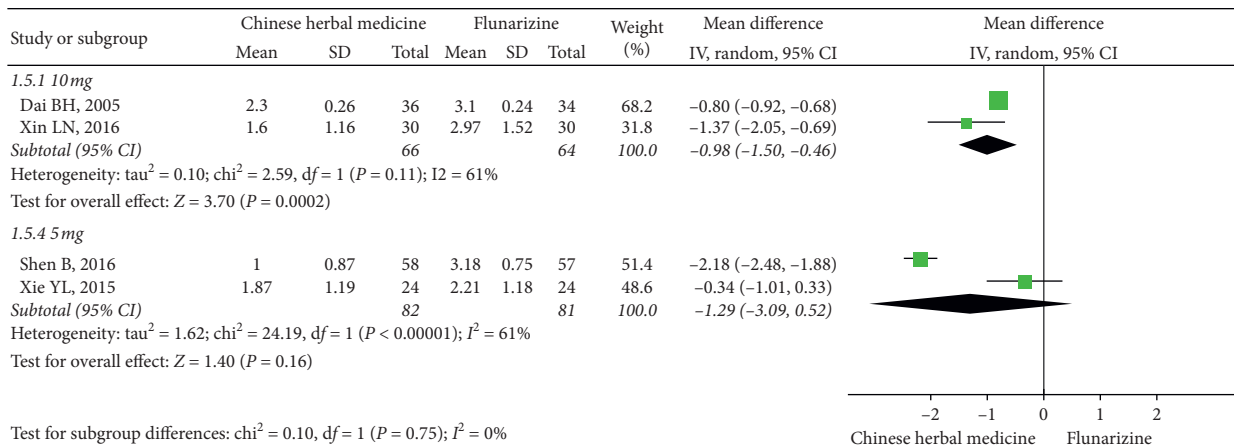 Study or subgroup Chinese herbal medicine Flunarizine Weight (%) Mean difference Mean difference
Mean SD Total Mean SD Total IV, random, 95% CI IV, random, 95% CI
1.5.1 10 mg
Dai BH, 2005 2.3 0.26 36 3.1 0.24 34 68.2 –0.80 (–0.92, –0.68)
Xin LN, 2016 1.6 1.16 30 2.97 1.52 30 31.8 –1.37 (–2.05, –0.69)
Subtotal (95% CI) 66 64 100.0 –0.98 (–1.50, –0.46)
Heterogeneity: tau² = 0.10; chi² = 2.59, df = 1 (P = 0.11); I2 = 61%
Test for overall effect: Z = 3.70 (P = 0.0002)
1.5.4 5 mg
Shen B, 2016 1 0.87 58 3.18 0.75 57 51.4 –2.18 (–2.48, –1.88)
Xie YL, 2015 1.87 1.19 24 2.21 1.18 24 48.6 –0.34 (–1.01, 0.33)
Subtotal (95% CI) 82 81 100.0 –1.29 (–3.09, 0.52)
Heterogeneity: tau² = 1.62; chi² = 24.19, df = 1 (P < 0.00001); I² = 61%
Test for overall effect: Z = 1.40 (P = 0.16)
–2 –1 0 1 2
Test for subgroup differences: chi² = 0.10, df = 1 (P = 0.75); I² = 0%
Chinese herbal medicine Flunarizine